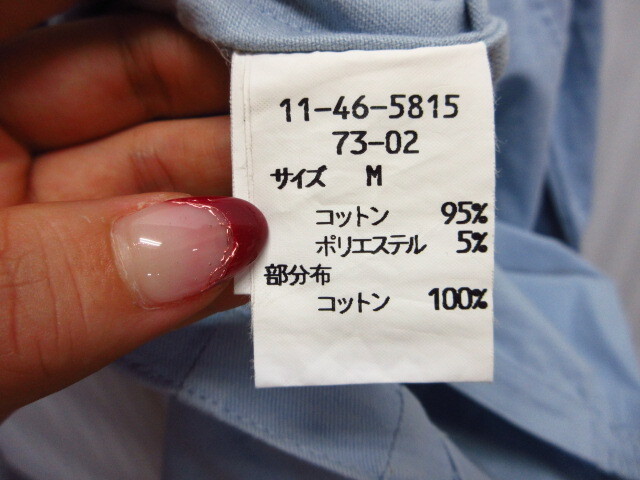 11-46-5815
73-02
サイズ M
コットン 95%
ポリエステル 5%
部分布
コットン 100%